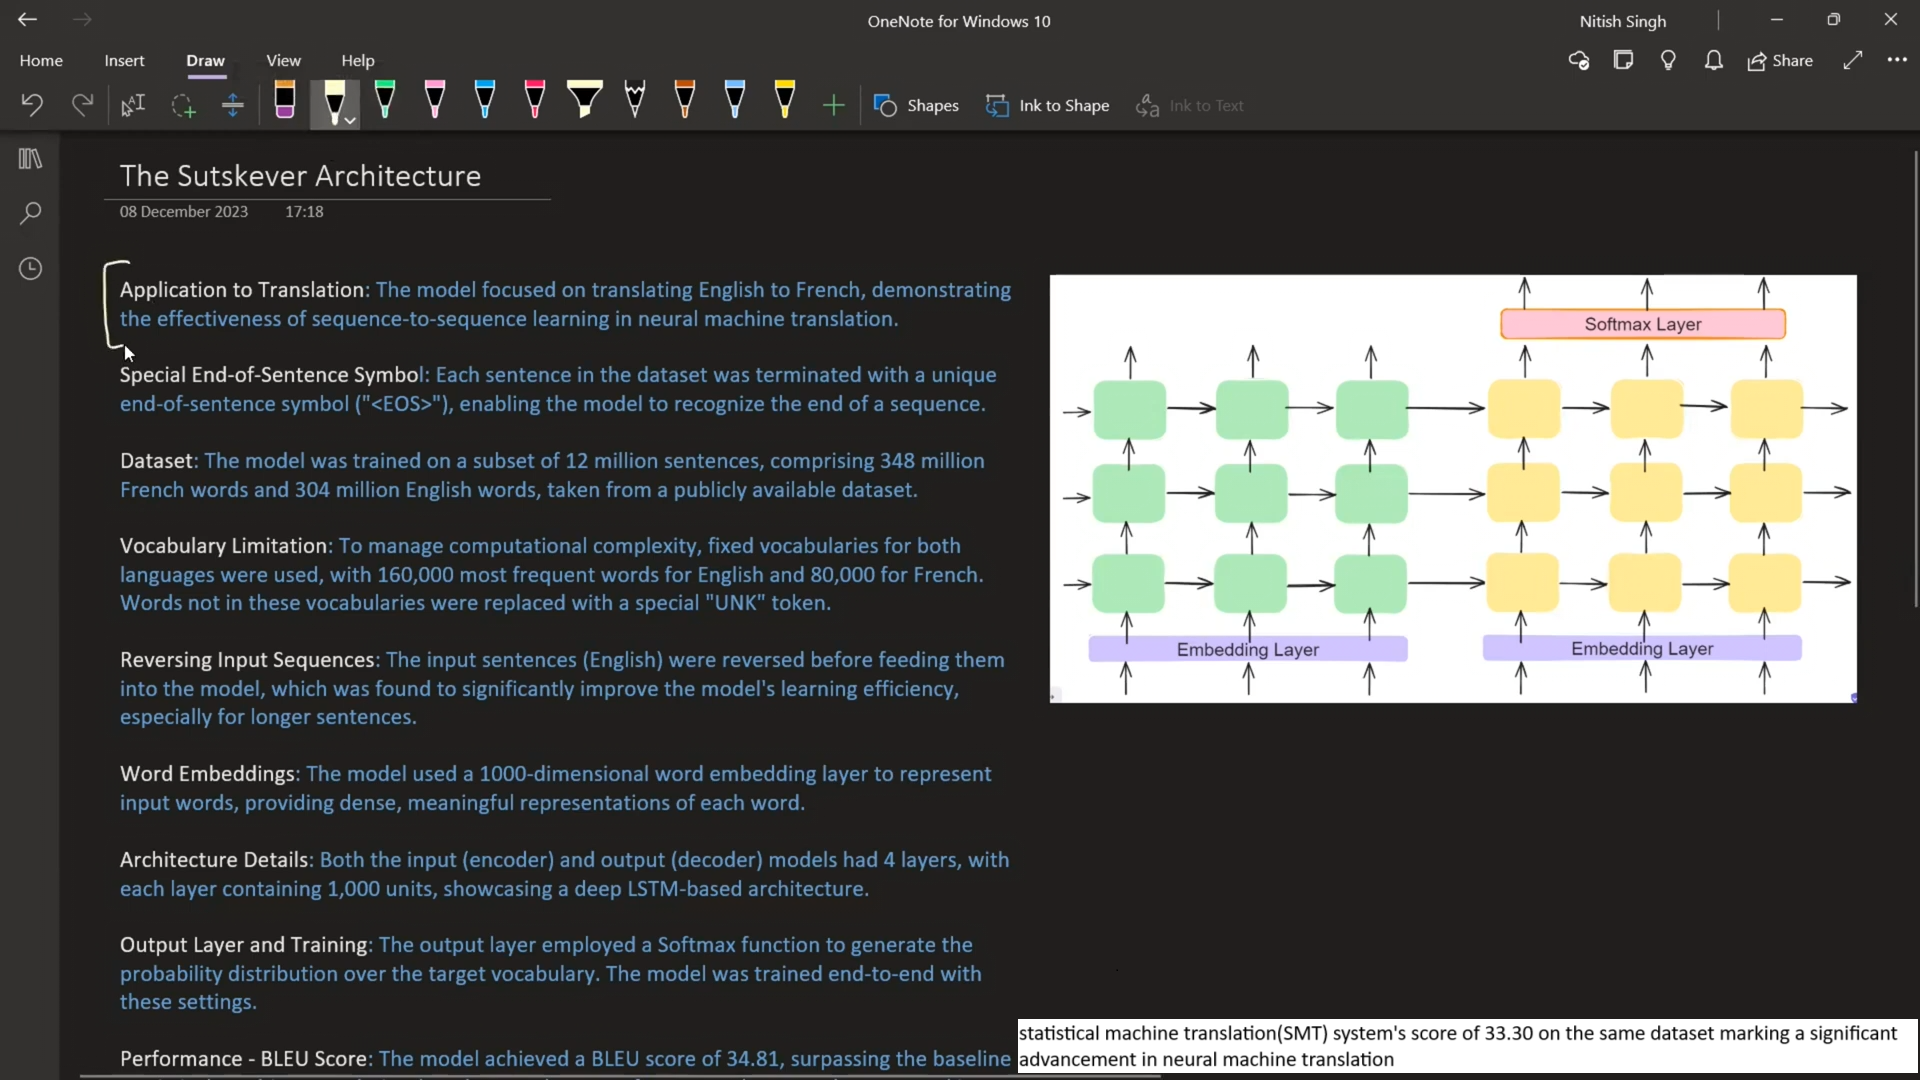 OneNote for Windows 10
Nitish Singh
Home
Insert
Draw
View
Help
Share
Shapes
Ink to Shape
Ink to Text
The Sutskever Architecture
08 December 2023
17:18
Application to Translation: The model focused on translating English to French, demonstrating
the effectiveness of sequence-to-sequence learning in neural machine translation.
Special End-of-Sentence Symbol: Each sentence in the dataset was terminated with a unique
end-of-sentence symbol ("<EOS>"), enabling the model to recognize the end of a sequence.
Dataset: The model was trained on a subset of 12 million sentences, comprising 348 million
French words and 304 million English words, taken from a publicly available dataset.
Vocabulary Limitation: To manage computational complexity, fixed vocabularies for both
languages were used, with 160,000 most frequent words for English and 80,000 for French.
Words not in these vocabularies were replaced with a special "UNK" token.
Reversing Input Sequences: The input sentences (English) were reversed before feeding them
into the model, which was found to significantly improve the model's learning efficiency,
especially for longer sentences.
Word Embeddings: The model used a 1000-dimensional word embedding layer to represent
input words, providing dense, meaningful representations of each word.
Architecture Details: Both the input (encoder) and output (decoder) models had 4 layers, with
each layer containing 1,000 units, showcasing a deep LSTM-based architecture.
Output Layer and Training: The output layer employed a Softmax function to generate the
probability distribution over the target vocabulary. The model was trained end-to-end with
these settings.
Performance - BLEU Score: The model achieved a BLEU score of 34.81, surpassing the baseline
Softmax Layer
Embedding Layer
Embedding Layer
statistical machine translation(SMT) system's score of 33.30 on the same dataset marking a significant
advancement in neural machine translation